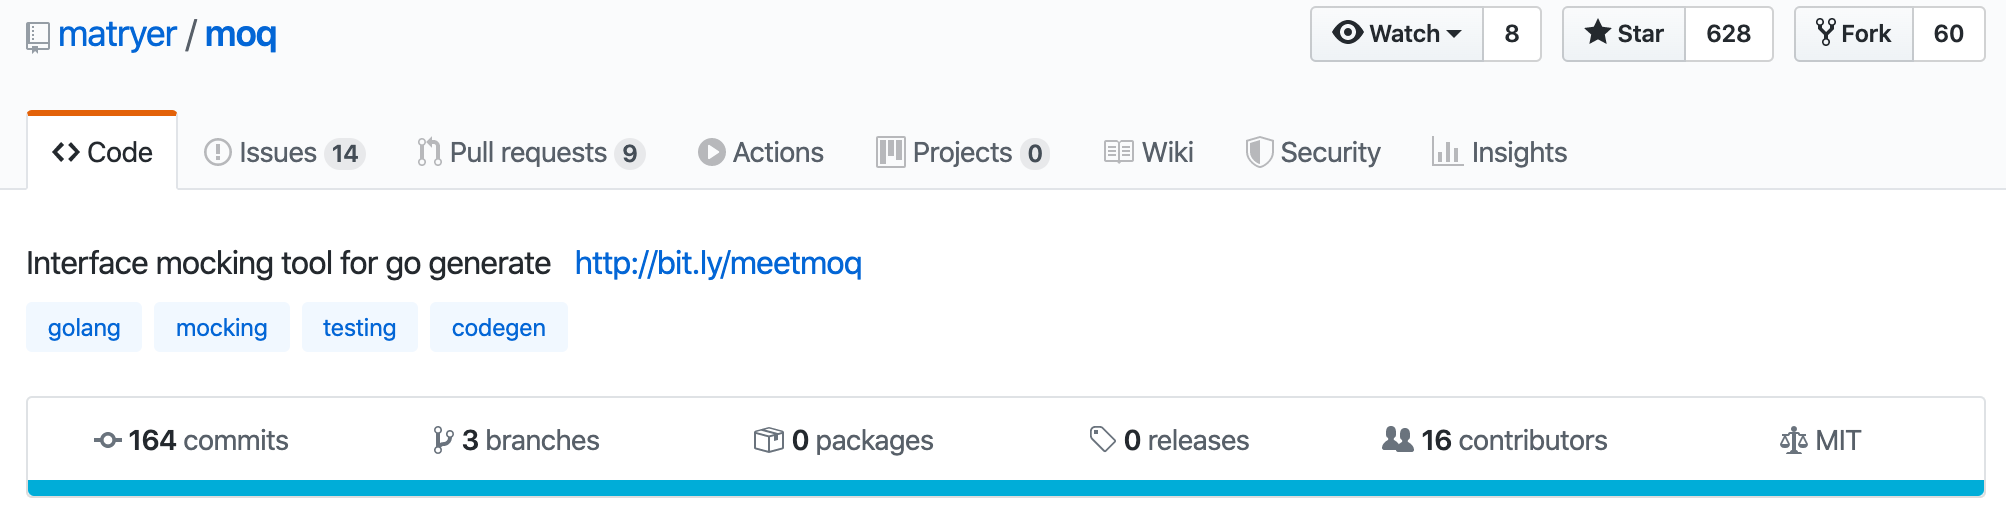 matryer / moq Watch 8 Star 628 Fork 60
Code Issues 14 Pull requests 9 Actions Projects 0 Wiki Security Insights
Interface mocking tool for go generate http://bit.ly/meetmoq
golang mocking testing codegen
164 commits 3 branches 0 packages 0 releases 16 contributors MIT